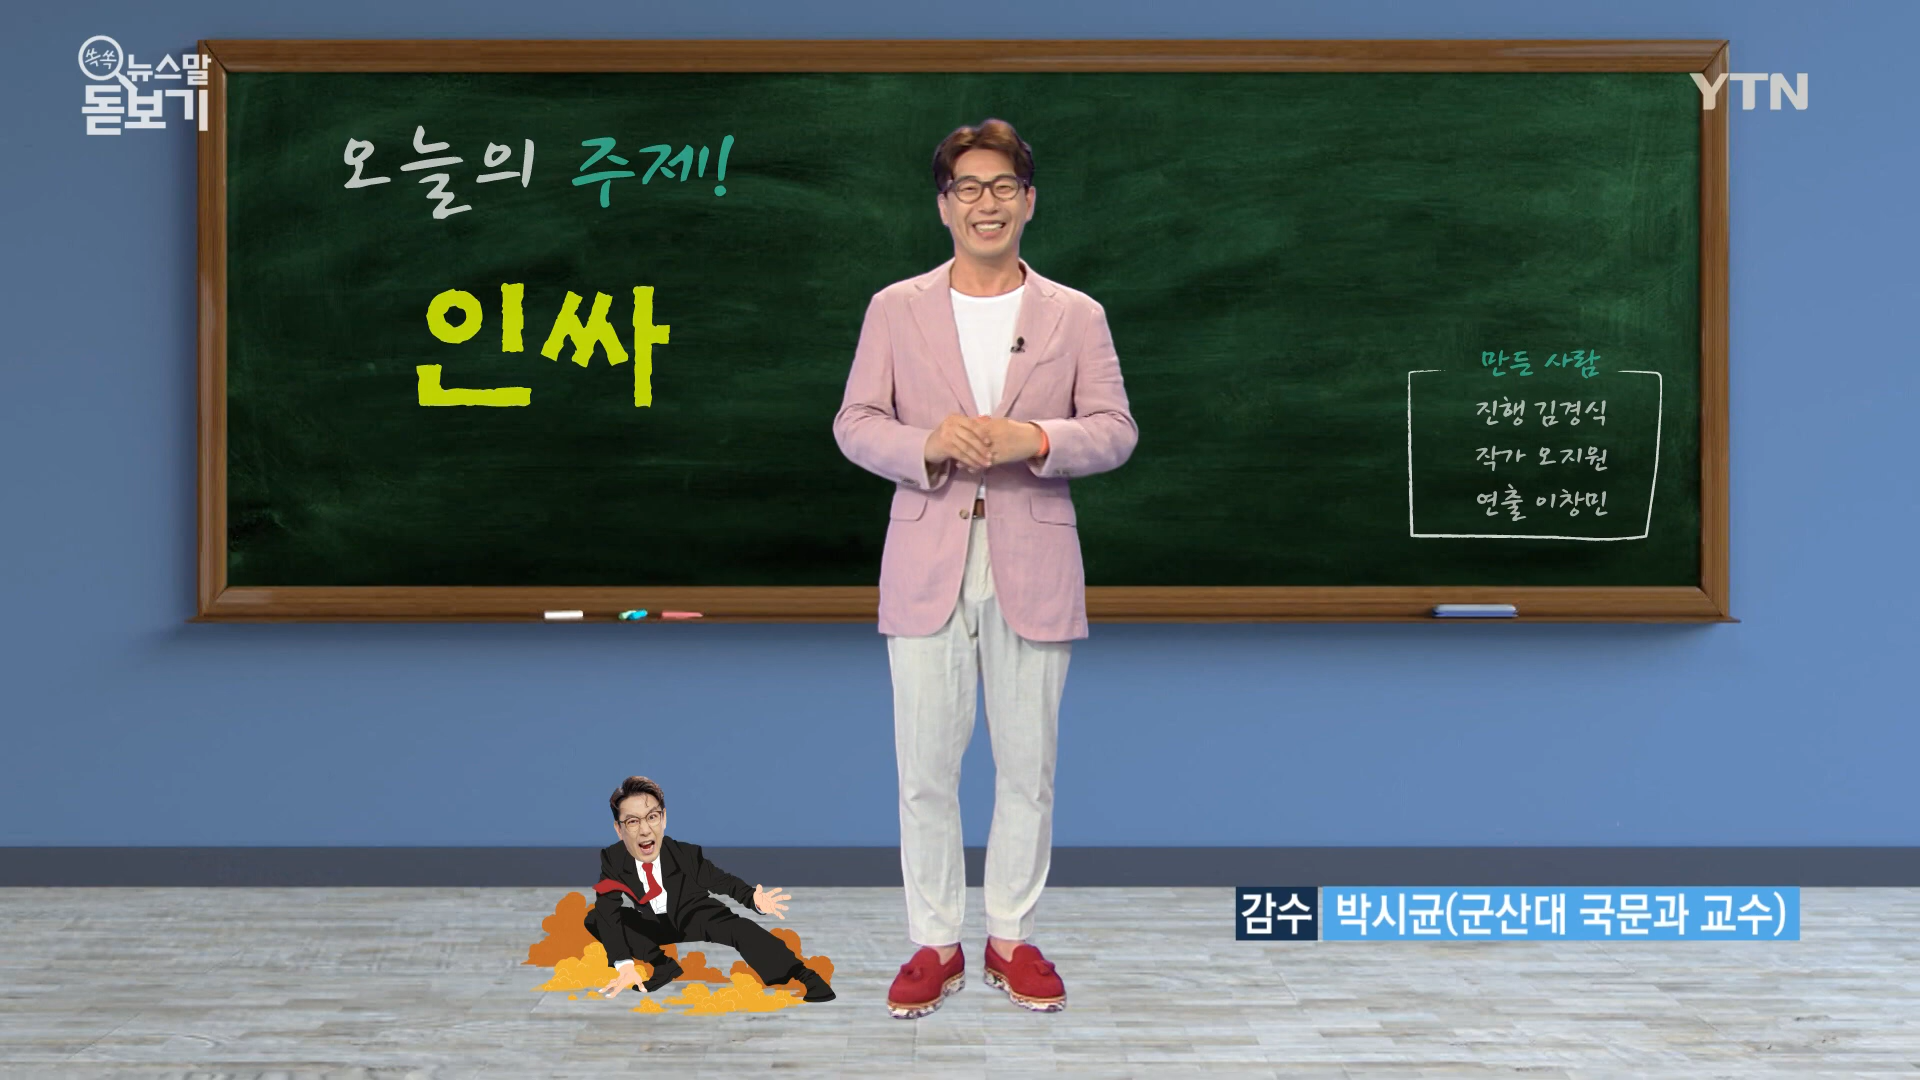 쏙쏙
뉴스말
돋보기
YTN
오늘의 주제!
인싸
만든 사람
진행 김경식
작가 오지원
연출 이창민
감수 박시균(군산대 국문과 교수)